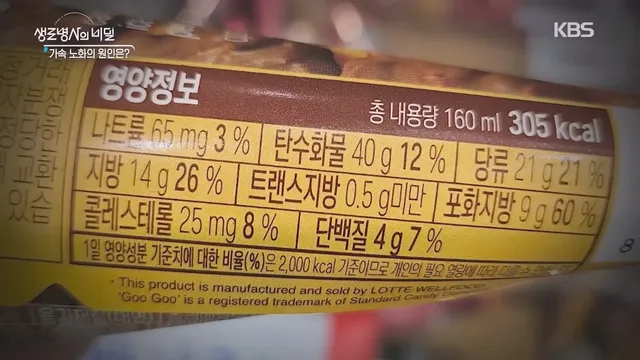 생로병사의 비밀
가속 노화의 원인은?
KBS
영양정보
총 내용량 160 ml 305 kcal
나트륨 65 mg 3 % 탄수화물 40 g 12 % 당류 21 g 21 %
지방 14 g 26 % 트랜스지방 0.5 g미만 포화지방 9 g 60 %
콜레스테롤 25 mg 8 % 단백질 4 g 7 %
1일 영양성분 기준치에 대한 비율(%)은 2,000 kcal 기준이므로 개인의 필요 열량에 따라 다를 수
• This product is manufactured and sold by LOTTE WELLFOOD
'Goo Goo' is a registered trademark of Standard Candy
8